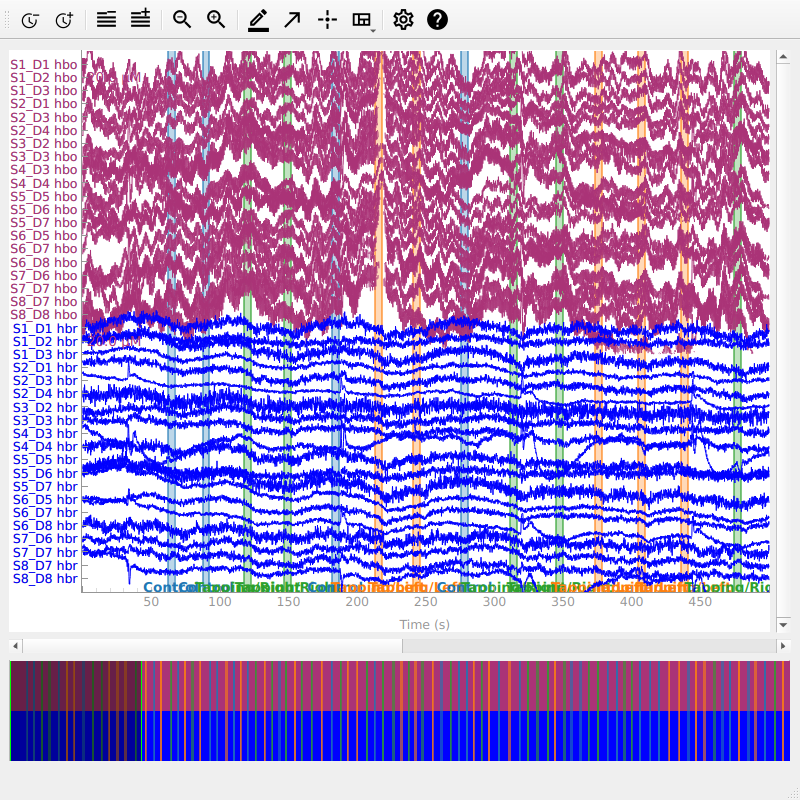 S1_D1 hbo
S1_D2 hbo
S1_D3 hbo
S2_D1 hbo
S2_D3 hbo
S2_D4 hbo
S3_D2 hbo
S3_D3 hbo
S4_D3 hbo
S4_D4 hbo
S5_D5 hbo
S5_D6 hbo
S5_D7 hbo
S6_D5 hbo
S6_D7 hbo
S6_D8 hbo
S7_D6 hbo
S7_D7 hbo
S8_D7 hbo
S8_D8 hbo
S1_D1 hbr
S1_D2 hbr
S1_D3 hbr
S2_D1 hbr
S2_D3 hbr
S2_D4 hbr
S3_D2 hbr
S3_D3 hbr
S4_D3 hbr
S4_D4 hbr
S5_D5 hbr
S5_D6 hbr
S5_D7 hbr
S6_D5 hbr
S6_D7 hbr
S6_D8 hbr
S7_D6 hbr
S7_D7 hbr
S8_D7 hbr
S8_D8 hbr
50 100 150 200 250 300 350 400 450
Time (s)